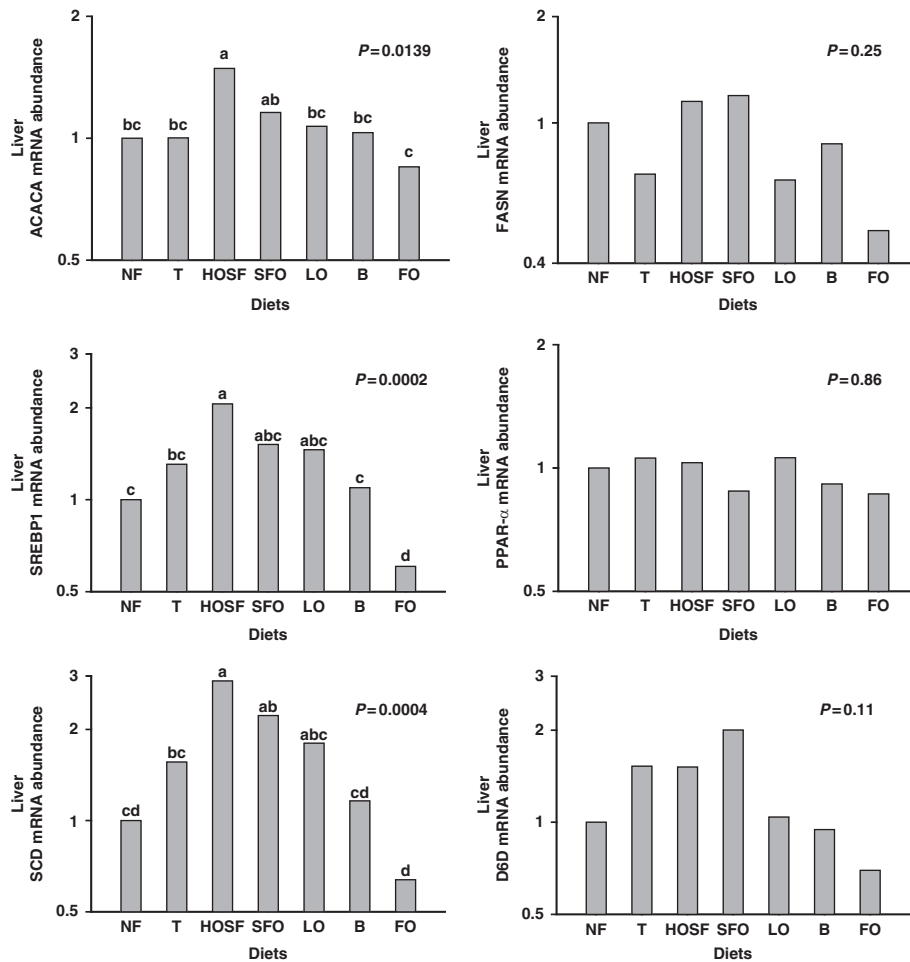 2
1
0.5
Liver
ACACA mRNA abundance
P=0.0139
bc
bc
a
ab
bc
bc
c
NF T HOSF SFO LO B FO
Diets
2
1
0.4
Liver
FASN mRNA abundance
P=0.25
NF T HOSF SFO LO B FO
Diets
3
2
1
0.5
Liver
SREBP1 mRNA abundance
P=0.0002
c
bc
a
abc
abc
c
d
NF T HOSF SFO LO B FO
Diets
2
1
0.5
Liver
PPAR-α mRNA abundance
P=0.86
NF T HOSF SFO LO B FO
Diets
3
2
1
0.5
Liver
SCD mRNA abundance
P=0.0004
cd
bc
a
ab
abc
cd
d
NF T HOSF SFO LO B FO
Diets
3
2
1
0.5
Liver
D6D mRNA abundance
P=0.11
NF T HOSF SFO LO B FO
Diets